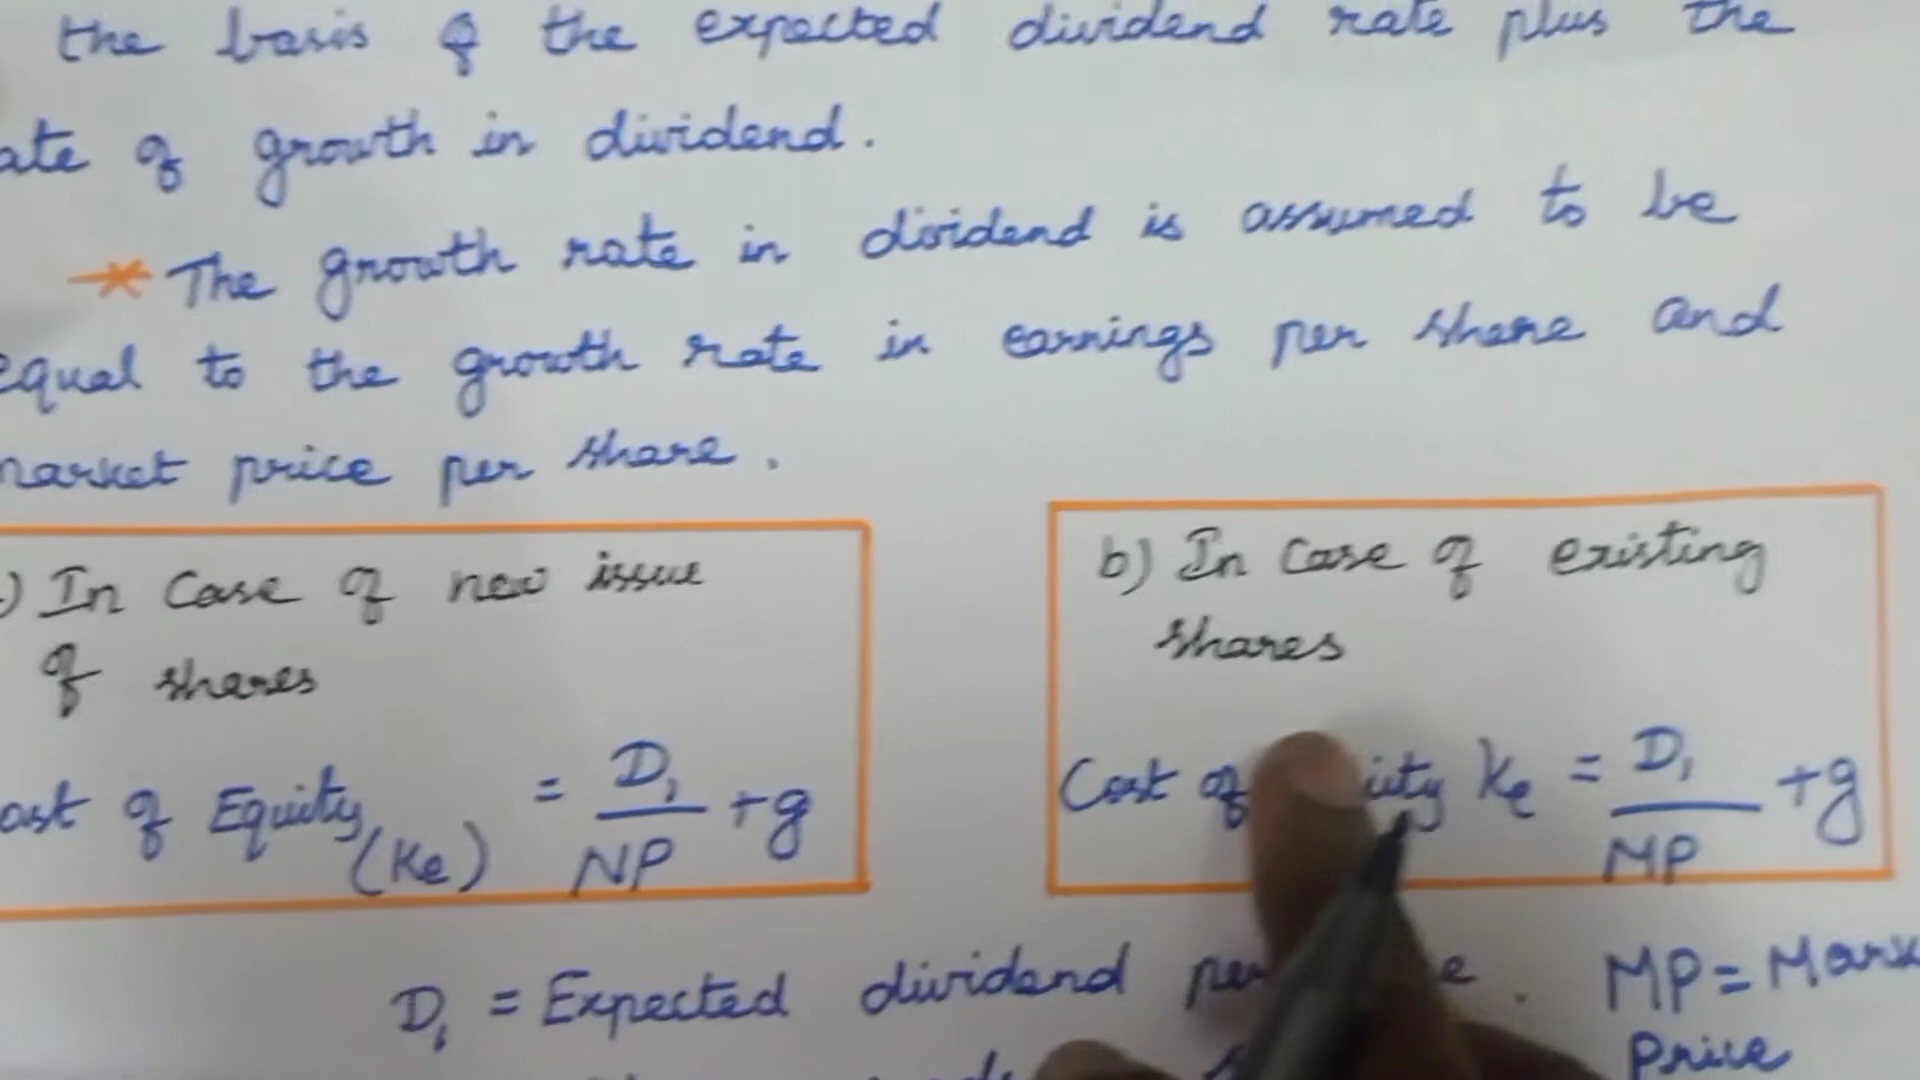 the basis of the expected dividend rate plus the
ate of growth in dividend.
The growth rate in dividend is assumed to be
equal to the growth rate in earnings per share and
market price per share.
) In Case of new issue
of shares
ost of Equity (Ke) = D1/NP + g
b) In Case of existing
shares
Cost of uity Ke = D1/MP + g
D1 = Expected dividend pe e. MP = Mark
Price